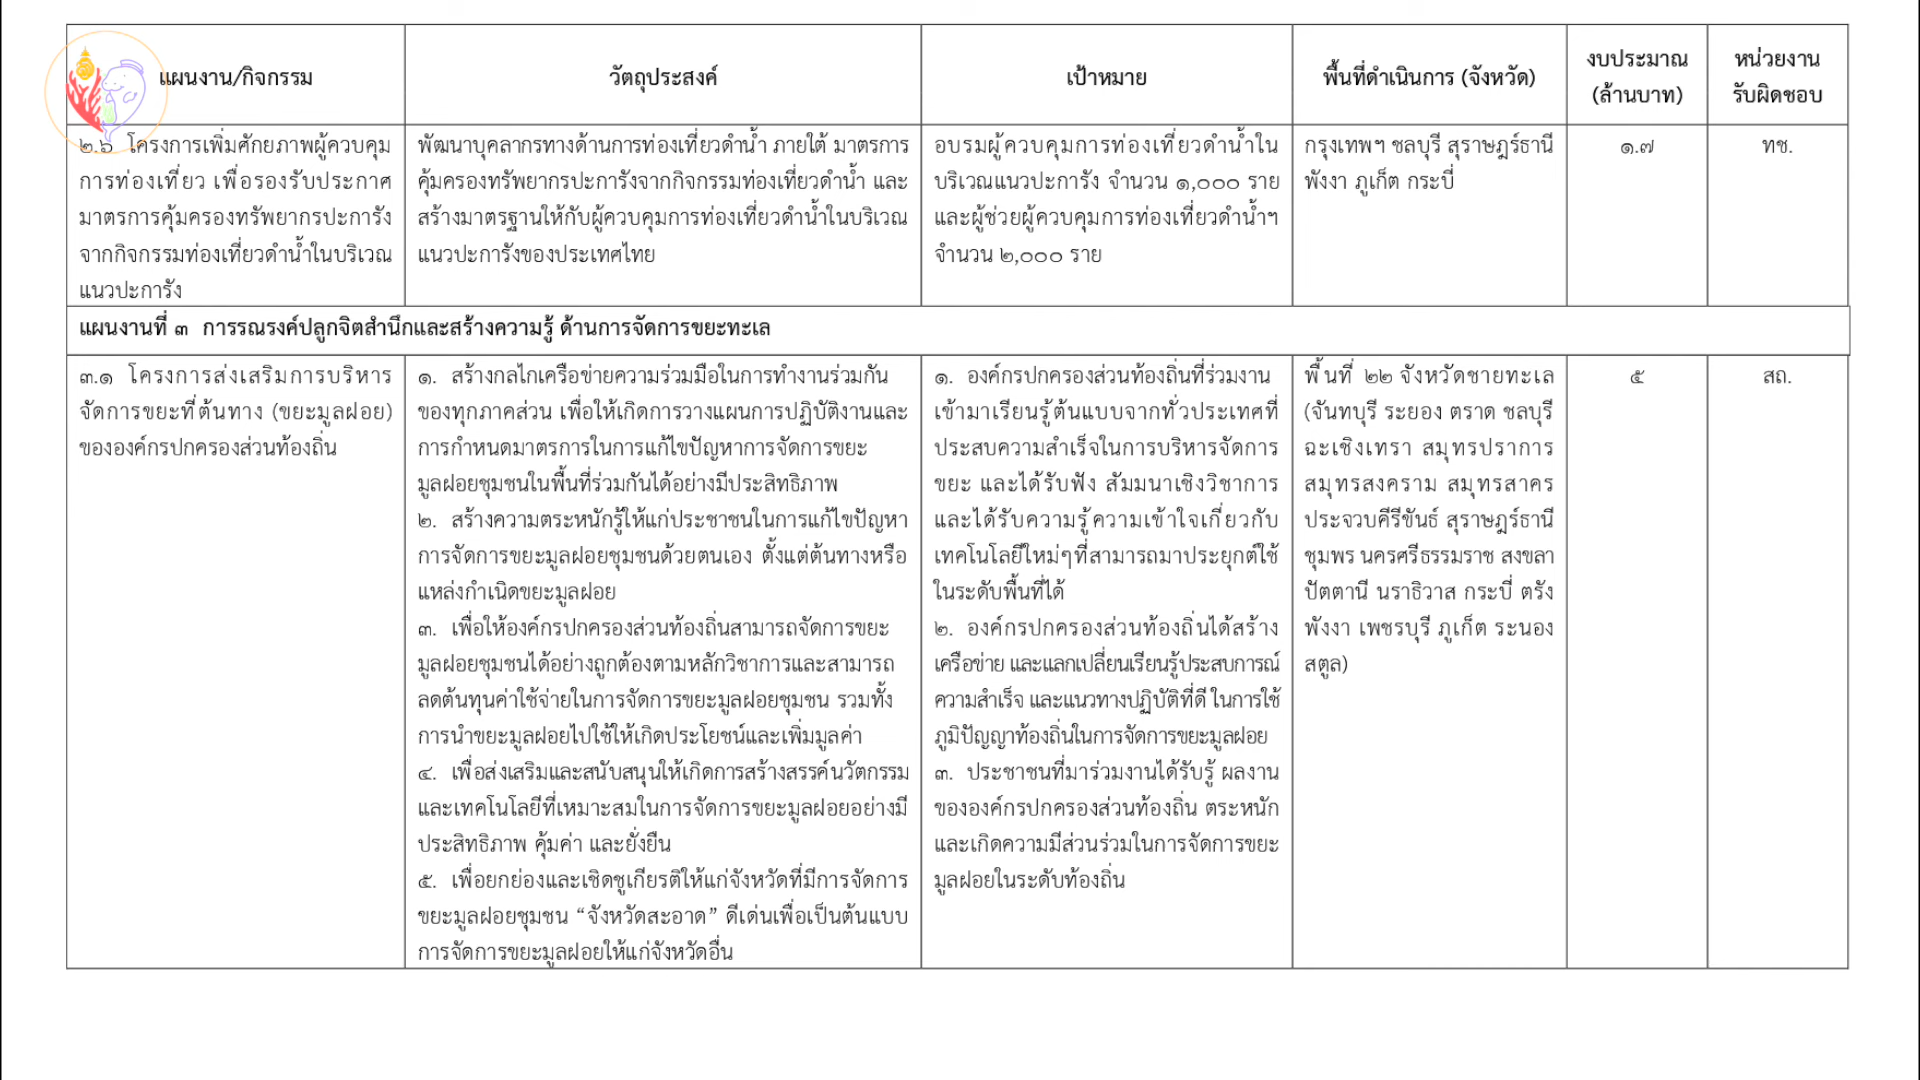 แผนงาน/กิจกรรม
วัตถุประสงค์
เป้าหมาย
พื้นที่ดำเนินการ (จังหวัด)
งบประมาณ
(ล้านบาท)
หน่วยงาน
รับผิดชอบ
๒.๖ โครงการเพิ่มศักยภาพผู้ควบคุม
การท่องเที่ยว เพื่อรองรับประกาศ
มาตรการคุ้มครองทรัพยากรปะการัง
จากกิจกรรมท่องเที่ยวดำน้ำในบริเวณ
แนวปะการัง
พัฒนาบุคลากรทางด้านการท่องเที่ยวดำน้ำ ภายใต้ มาตรการ
คุ้มครองทรัพยากรปะการังจากกิจกรรมท่องเที่ยวดำน้ำ และ
สร้างมาตรฐานให้กับผู้ควบคุมการท่องเที่ยวดำน้ำในบริเวณ
แนวปะการังของประเทศไทย
อบรมผู้ควบคุมการท่องเที่ยวดำน้ำใน
บริเวณแนวปะการัง จำนวน ๑,๐๐๐ ราย
และผู้ช่วยผู้ควบคุมการท่องเที่ยวดำน้ำฯ
จำนวน ๒,๐๐๐ ราย
กรุงเทพฯ ชลบุรี สุราษฎร์ธานี
พังงา ภูเก็ต กระบี่
๑.๗
ทช.
แผนงานที่ ๓ การรณรงค์ปลูกจิตสำนึกและสร้างความรู้ ด้านการจัดการขยะทะเล
๓.๑ โครงการส่งเสริมการบริหาร
จัดการขยะที่ต้นทาง (ขยะมูลฝอย)
ขององค์กรปกครองส่วนท้องถิ่น
๑. สร้างกลไกเครือข่ายความร่วมมือในการทำงานร่วมกัน
ของทุกภาคส่วน เพื่อให้เกิดการวางแผนการปฏิบัติงานและ
การกำหนดมาตรการในการแก้ไขปัญหาการจัดการขยะ
มูลฝอยชุมชนในพื้นที่ร่วมกันได้อย่างมีประสิทธิภาพ
๒. สร้างความตระหนักรู้ให้แก่ประชาชนในการแก้ไขปัญหา
การจัดการขยะมูลฝอยชุมชนด้วยตนเอง ตั้งแต่ต้นทางหรือ
แหล่งกำเนิดขยะมูลฝอย
๓. เพื่อให้องค์กรปกครองส่วนท้องถิ่นสามารถจัดการขยะ
มูลฝอยชุมชนได้อย่างถูกต้องตามหลักวิชาการและสามารถ
ลดต้นทุนค่าใช้จ่ายในการจัดการขยะมูลฝอยชุมชน รวมทั้ง
การนำขยะมูลฝอยไปใช้ให้เกิดประโยชน์และเพิ่มมูลค่า
๔. เพื่อส่งเสริมและสนับสนุนให้เกิดการสร้างสรรค์นวัตกรรม
และเทคโนโลยีที่เหมาะสมในการจัดการขยะมูลฝอยอย่างมี
ประสิทธิภาพ คุ้มค่า และยั่งยืน
๕. เพื่อยกย่องและเชิดชูเกียรติให้แก่จังหวัดที่มีการจัดการ
ขยะมูลฝอยชุมชน “จังหวัดสะอาด” ดีเด่นเพื่อเป็นต้นแบบ
การจัดการขยะมูลฝอยให้แก่จังหวัดอื่น
๑. องค์กรปกครองส่วนท้องถิ่นที่ร่วมงาน
เข้ามาเรียนรู้ต้นแบบจากทั่วประเทศที่
ประสบความสำเร็จในการบริหารจัดการ
ขยะ และได้รับฟัง สัมมนาเชิงวิชาการ
และได้รับความรู้ความเข้าใจเกี่ยวกับ
เทคโนโลยีใหม่ๆที่สามารถมาประยุกต์ใช้
ในระดับพื้นที่ได้
๒. องค์กรปกครองส่วนท้องถิ่นได้สร้าง
เครือข่าย และแลกเปลี่ยนเรียนรู้ประสบการณ์
ความสำเร็จ และแนวทางปฏิบัติที่ดี ในการใช้
ภูมิปัญญาท้องถิ่นในการจัดการขยะมูลฝอย
๓. ประชาชนที่มาร่วมงานได้รับรู้ ผลงาน
ขององค์กรปกครองส่วนท้องถิ่น ตระหนัก
และเกิดความมีส่วนร่วมในการจัดการขยะ
มูลฝอยในระดับท้องถิ่น
พื้นที่ ๒๒ จังหวัดชายทะเล
(จันทบุรี ระยอง ตราด ชลบุรี
ฉะเชิงเทรา สมุทรปราการ
สมุทรสงคราม สมุทรสาคร
ประจวบคีรีขันธ์ สุราษฎร์ธานี
ชุมพร นครศรีธรรมราช สงขลา
ปัตตานี นราธิวาส กระบี่ ตรัง
พังงา เพชรบุรี ภูเก็ต ระนอง
สตูล)
๕
สถ.